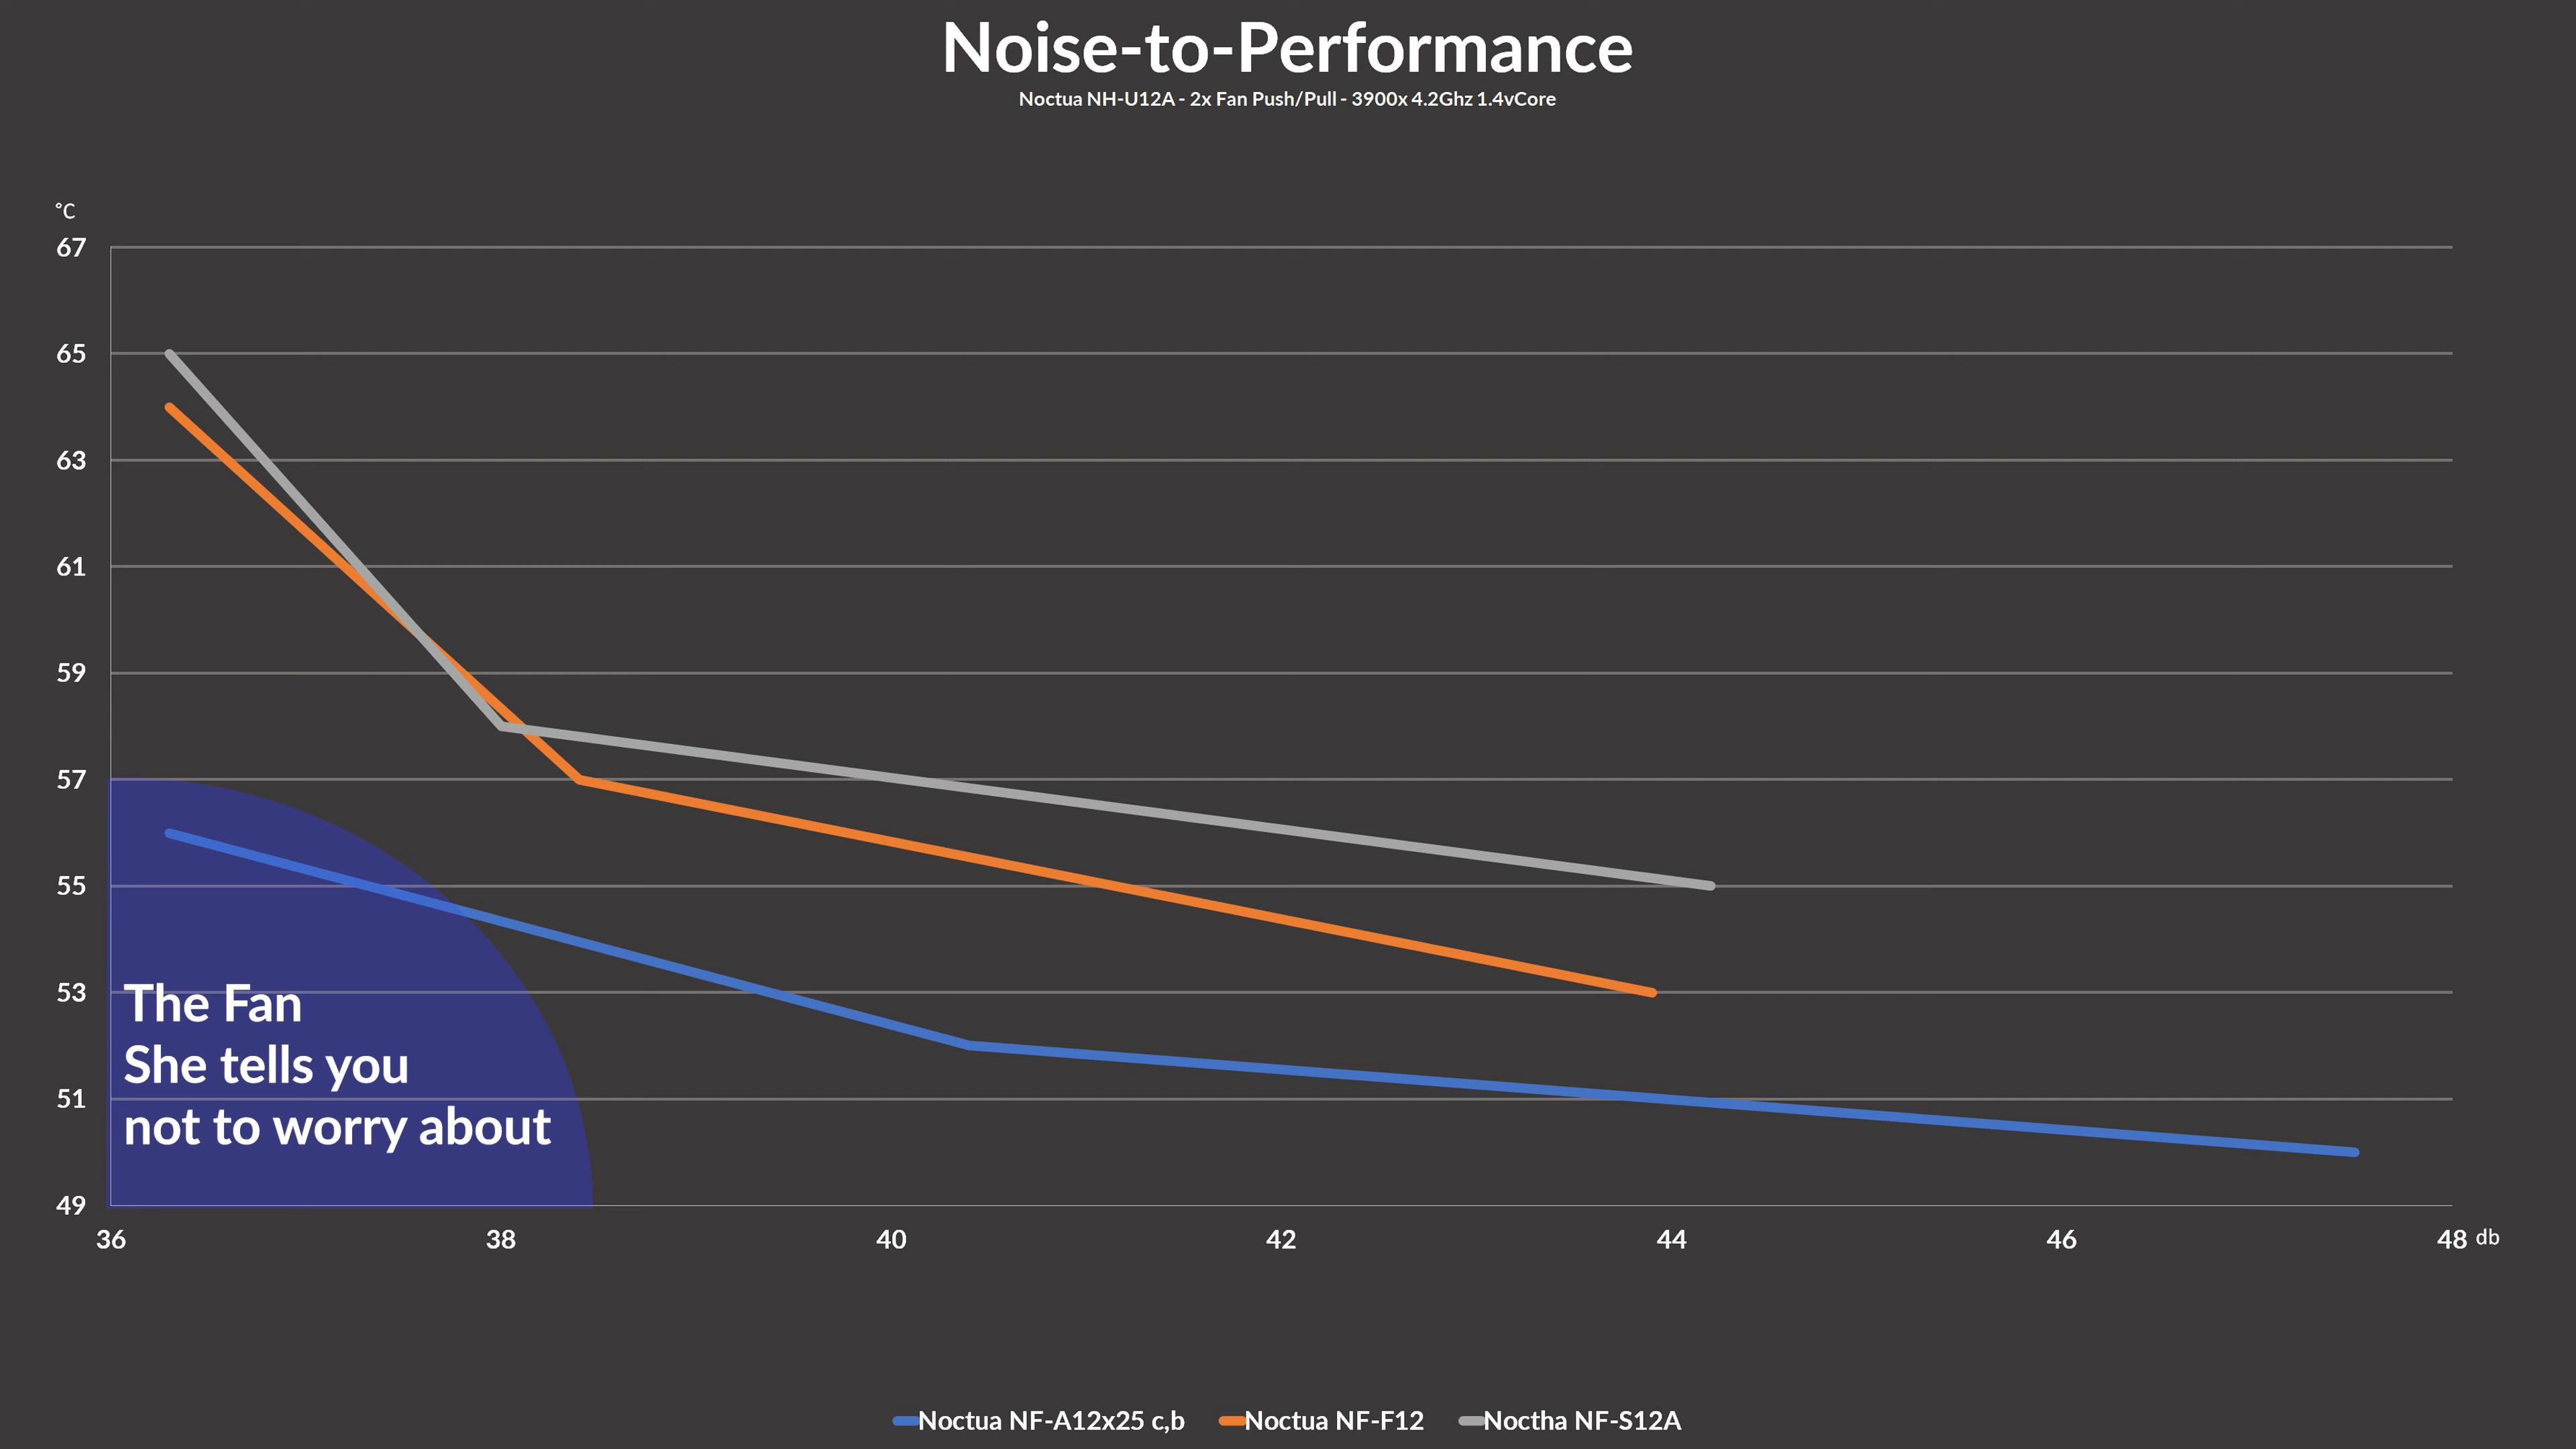 Noise-to-Performance
Noctua NH-U12A - 2x Fan Push/Pull - 3900x 4.2Ghz 1.4vCore
°C
67
65
63
61
59
57
55
53
51
49
The Fan
She tells you
not to worry about
36 38 40 42 44 46 48 db
Noctua NF-A12x25 c,b Noctua NF-F12 Noctha NF-S12A